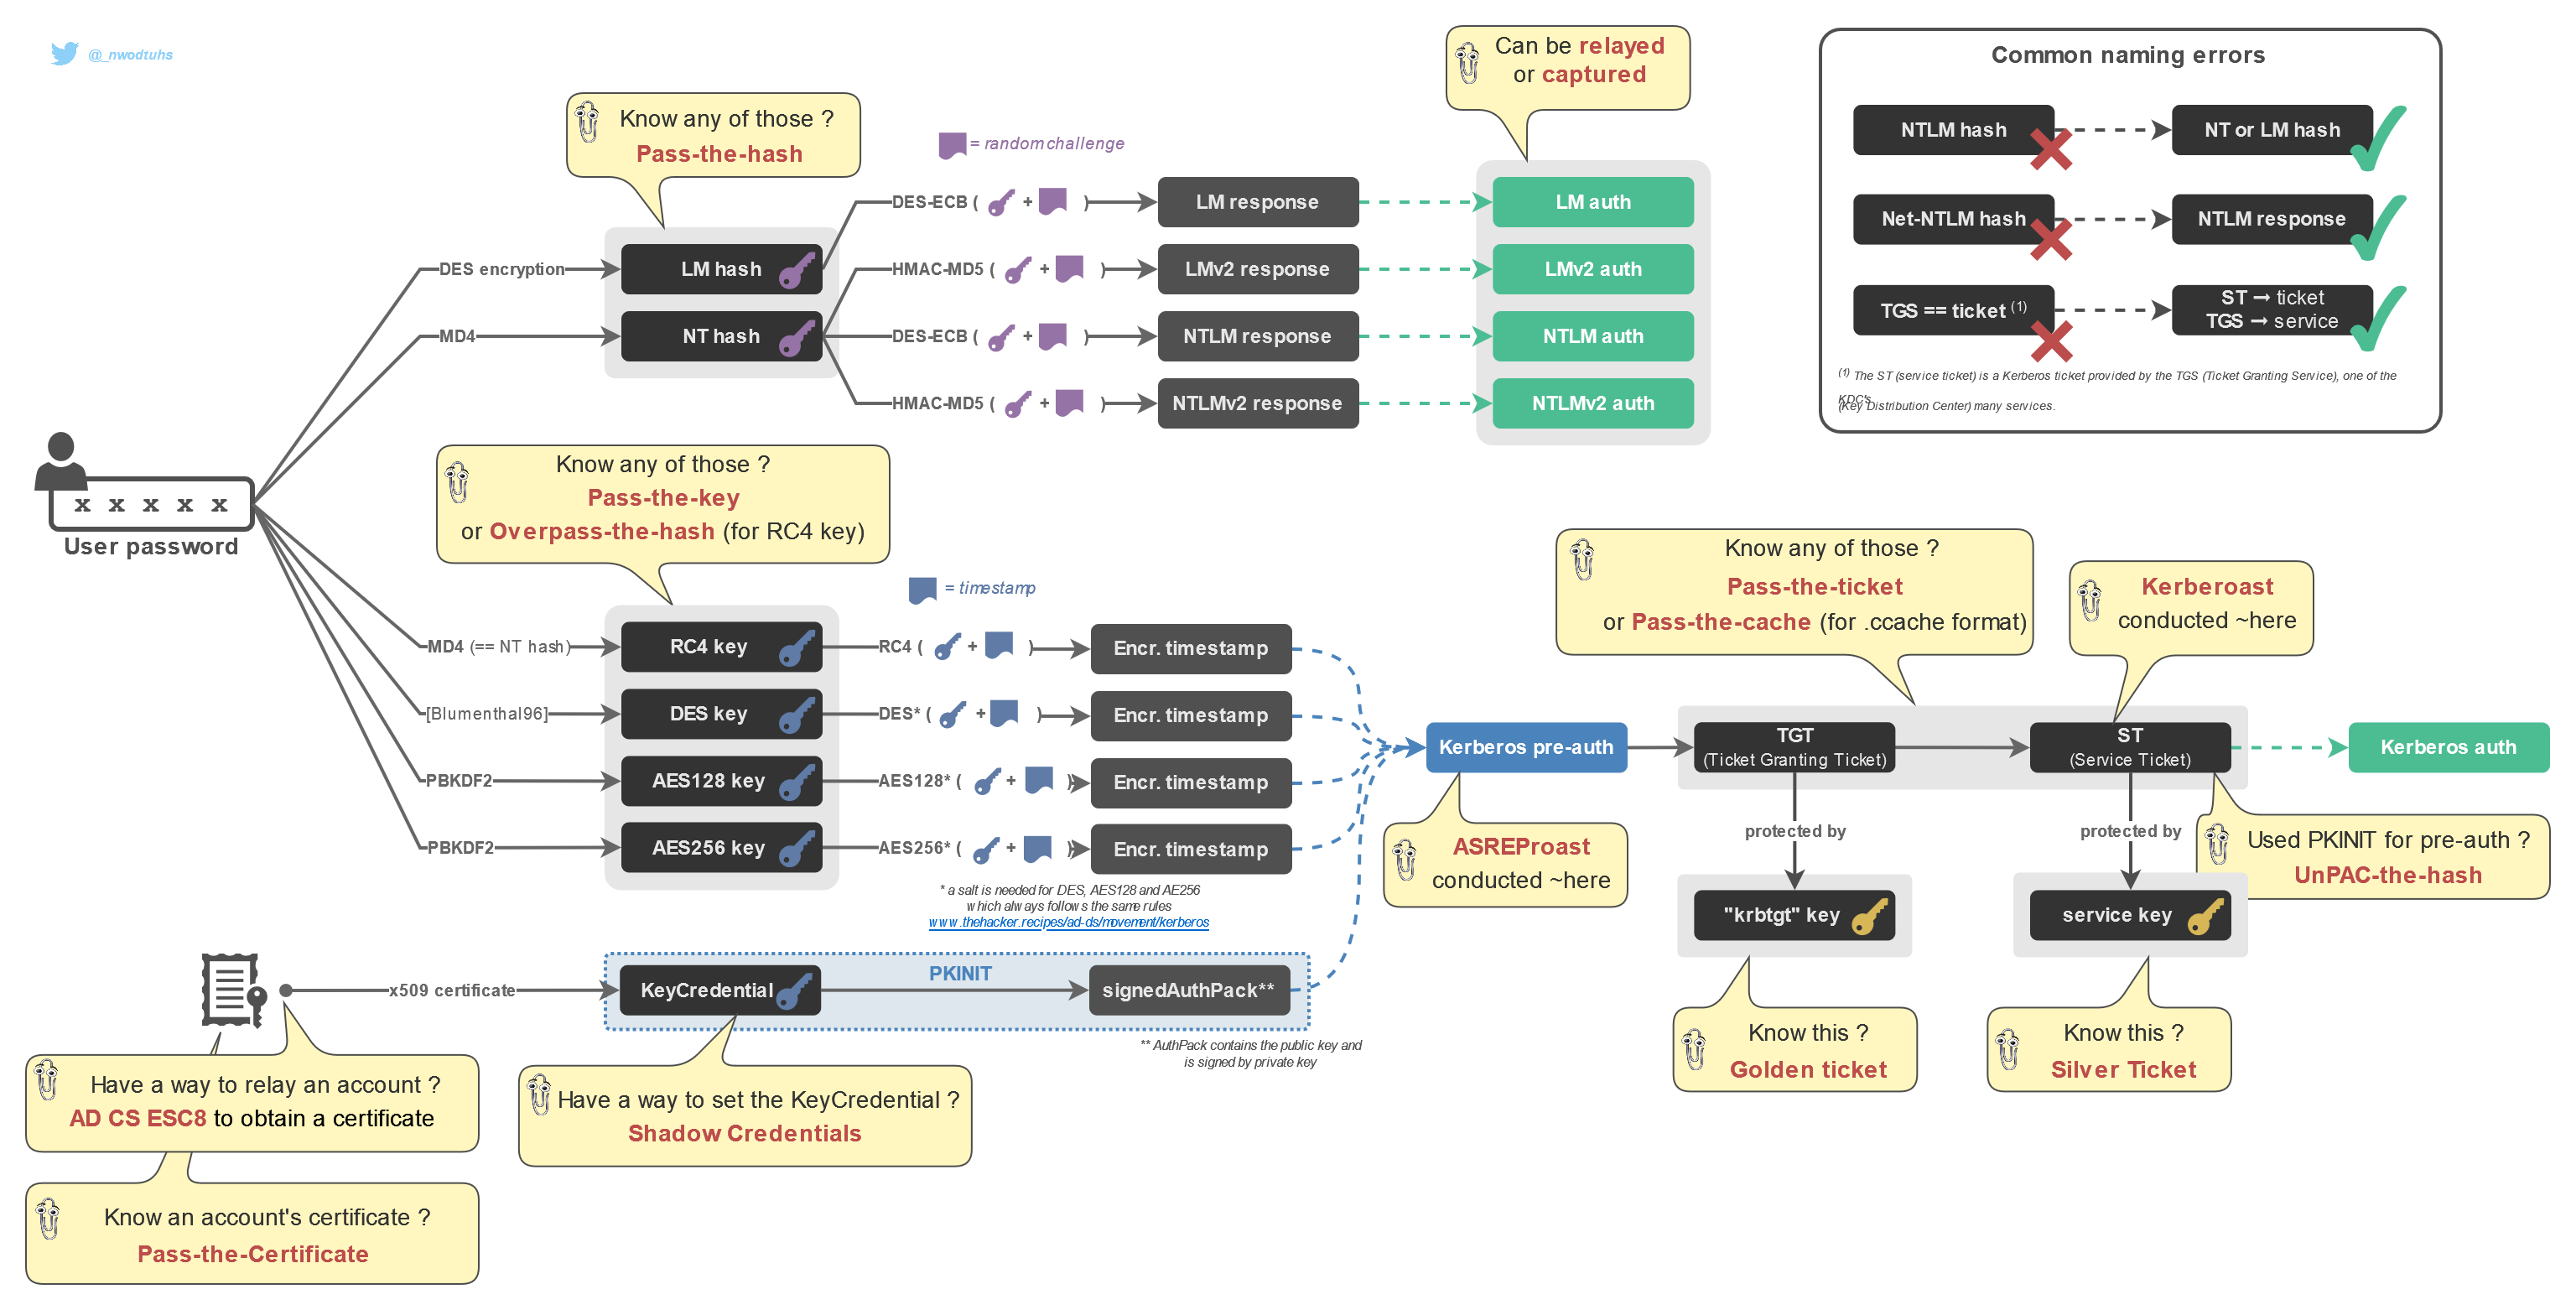 @_nwodtuhs
Can be relayed
or captured
Common naming errors
NTLM hash
NT or LM hash
Net-NTLM hash
NTLM response
TGS == ticket (1)
ST → ticket
TGS → service
(1) The ST (service ticket) is a Kerberos ticket provided by the TGS (Ticket Granting Service), one of the
KDC's
(Key Distribution Center) many services.
Know any of those ?
Pass-the-hash
= random challenge
DES encryption
LM hash
MD4
NT hash
DES-ECB ( + )
LM response
LM auth
HMAC-MD5 ( + )
LMv2 response
LMv2 auth
DES-ECB ( + )
NTLM response
NTLM auth
HMAC-MD5 ( + )
NTLMv2 response
NTLMv2 auth
x x x x x
User password
Know any of those ?
Pass-the-key
or Overpass-the-hash (for RC4 key)
= timestamp
MD4 (== NT hash)
RC4 key
RC4 ( + )
Encr. timestamp
[Blumenthal96]
DES key
DES* ( + )
Encr. timestamp
PBKDF2
AES128 key
AES128* ( + )
Encr. timestamp
PBKDF2
AES256 key
AES256* ( + )
Encr. timestamp
* a salt is needed for DES, AES128 and AE256
which always follows the same rules
www.thehacker.recipes/ad-ds/movement/kerberos
Know any of those ?
Pass-the-ticket
or Pass-the-cache (for .ccache format)
Kerberoast
conducted ~here
Kerberos pre-auth
TGT
(Ticket Granting Ticket)
ST
(Service Ticket)
Kerberos auth
ASREProast
conducted ~here
protected by
protected by
Used PKINIT for pre-auth ?
UnPAC-the-hash
"krbtgt" key
service key
Know this ?
Golden ticket
Know this ?
Silver Ticket
x509 certificate
KeyCredential
PKINIT
signedAuthPack**
** AuthPack contains the public key and
is signed by private key
Have a way to relay an account ?
AD CS ESC8 to obtain a certificate
Have a way to set the KeyCredential ?
Shadow Credentials
Know an account's certificate ?
Pass-the-Certificate